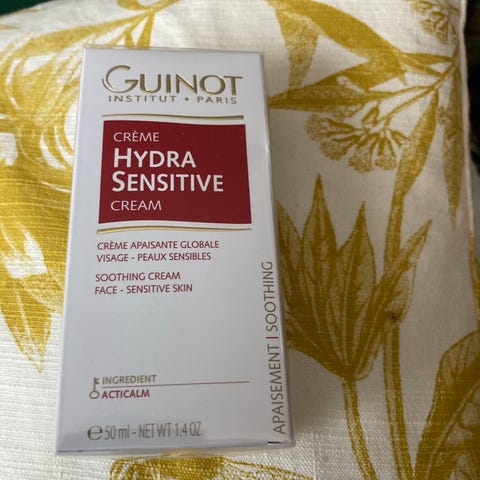 GUINOT
INSTITUT • PARIS
CRÈME
HYDRA
SENSITIVE
CREAM
CRÈME APAISANTE GLOBALE
VISAGE - PEAUX SENSIBLES
SOOTHING CREAM
FACE - SENSITIVE SKIN
APAISEMENT | SOOTHING
INGREDIENT
ACTICALM
℮ 50 ml - NET WT 1.4 OZ